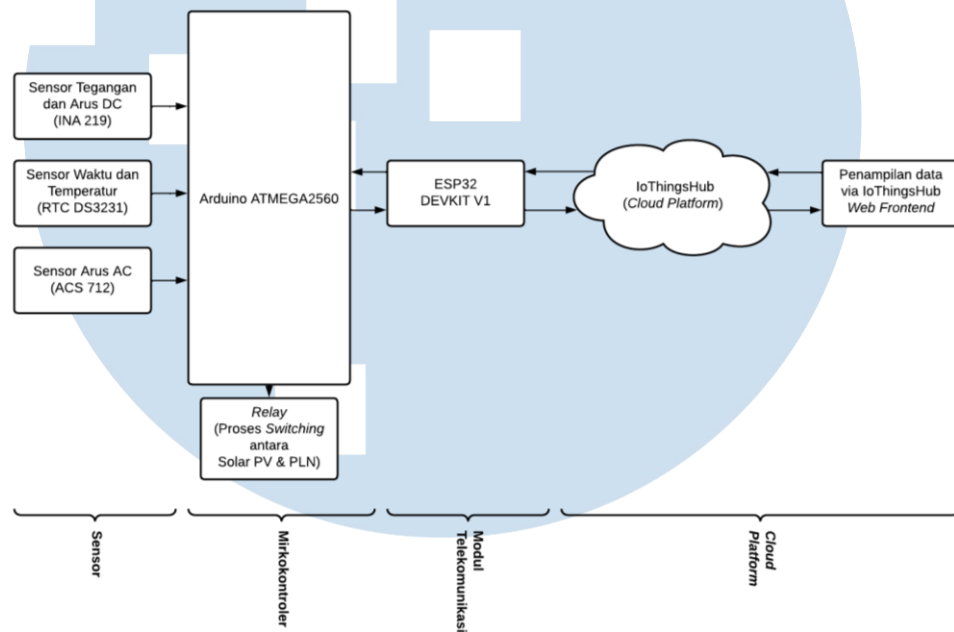 Sensor Tegangan
dan Arus DC
(INA 219)
Sensor Waktu dan
Temperatur
(RTC DS3231)
Sensor Arus AC
(ACS 712)
Arduino ATMEGA2560
Relay
(Proses Switching
antara
Solar PV & PLN)
ESP32
DEVKIT V1
IoThingsHub
(Cloud Platform)
Penampilan data
via IoThingsHub
Web Frontend
Sensor
Mirkokontroler
Modul
Telekomunikasi
Cloud
Platform